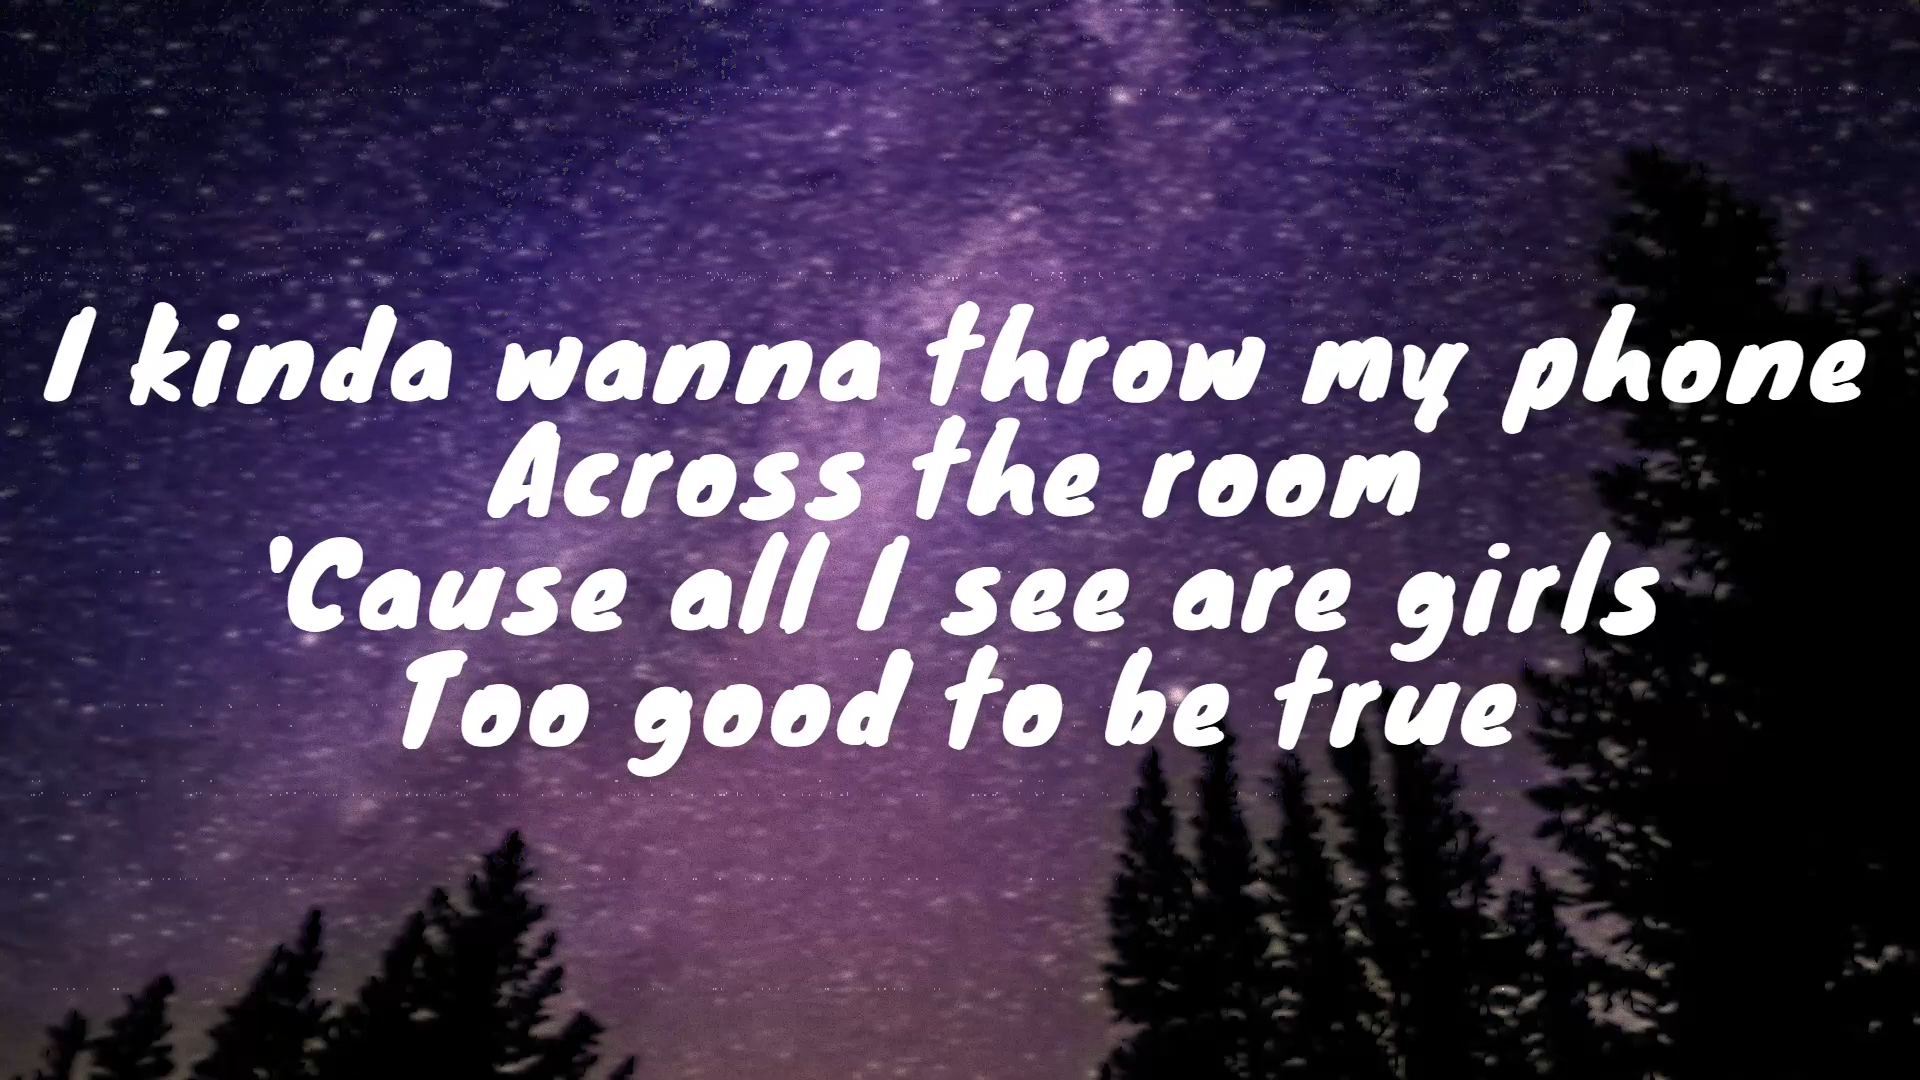 I kinda wanna throw my phone
Across the room
'Cause all I see are girls
Too good to be true